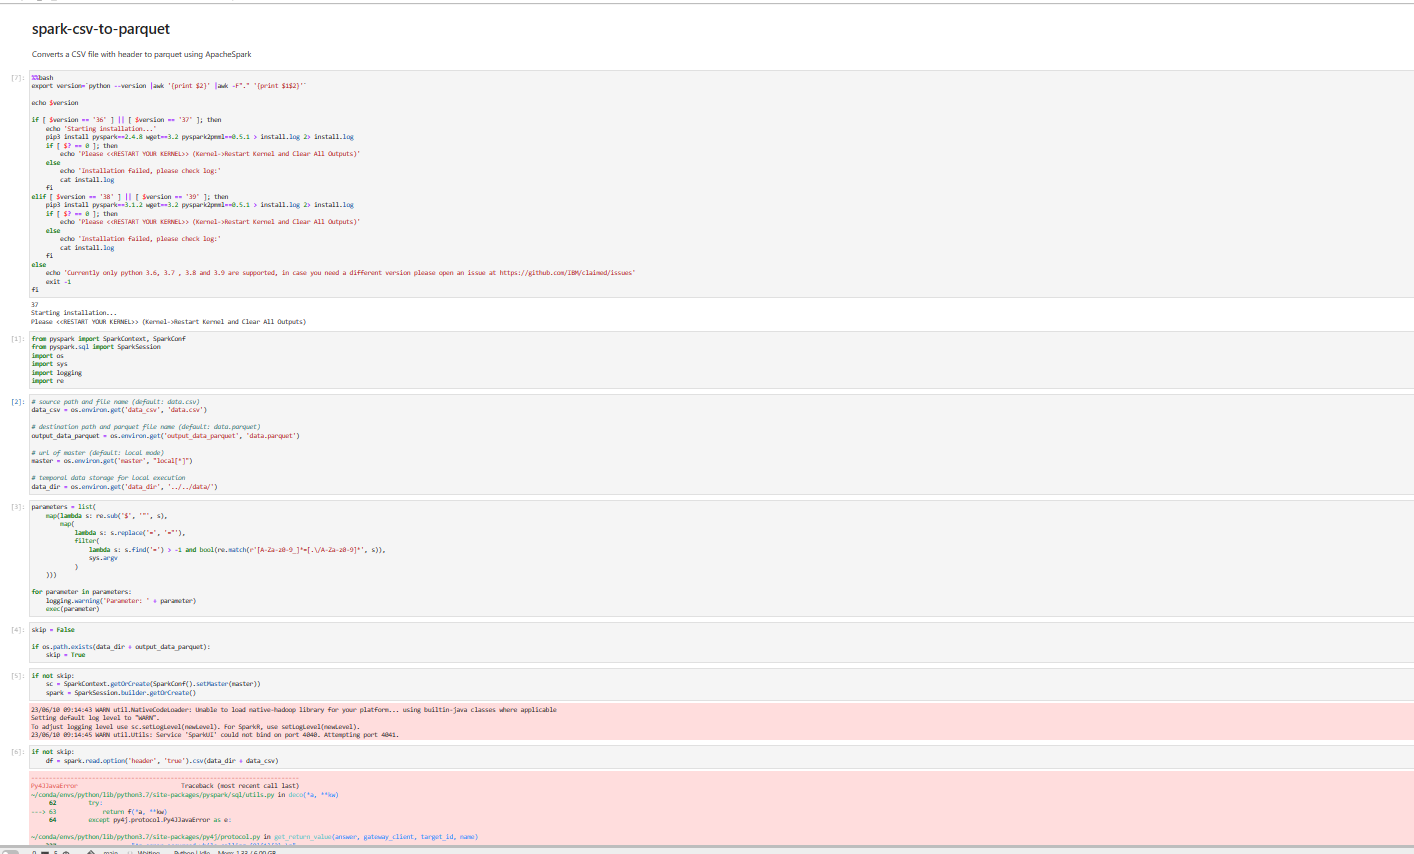 spark-csv-to-parquet
Converts a CSV file with header to parquet using ApacheSpark
[7]:
%%bash
export version=`python --version |awk '{print $2}' |awk -F"." '{print $1$2}'`
echo $version
if [ $version == '36' ] || [ $version == '37' ]; then
echo 'Starting installation...'
pip3 install pyspark==2.4.8 wget==3.2 pyspark2pmml==0.5.1 > install.log 2> install.log
if [ $? == 0 ]; then
echo 'Please <<RESTART YOUR KERNEL>> (Kernel->Restart Kernel and Clear All Outputs)'
else
echo 'Installation failed, please check log:'
cat install.log
fi
elif [ $version == '38' ] || [ $version == '39' ]; then
pip3 install pyspark==3.1.2 wget==3.2 pyspark2pmml==0.5.1 > install.log 2> install.log
if [ $? == 0 ]; then
echo 'Please <<RESTART YOUR KERNEL>> (Kernel->Restart Kernel and Clear All Outputs)'
else
echo 'Installation failed, please check log:'
cat install.log
fi
else
echo 'Currently only python 3.6, 3.7 , 3.8 and 3.9 are supported, in case you need a different version please open an issue at https://github.com/IBM/claimed/issues'
exit -1
fi
37
Starting installation...
Please <<RESTART YOUR KERNEL>> (Kernel->Restart Kernel and Clear All Outputs)
[1]:
from pyspark import SparkContext, SparkConf
from pyspark.sql import SparkSession
import os
import sys
import logging
import re
[2]:
# source path and file name (default: data.csv)
data_csv = os.environ.get('data_csv', 'data.csv')
# destination path and parquet file name (default: data.parquet)
output_data_parquet = os.environ.get('output_data_parquet', 'data.parquet')
# url of master (default: local mode)
master = os.environ.get('master', "local[*]")
# temporal data storage for local execution
data_dir = os.environ.get('data_dir', '../../data/')
[3]:
parameters = list(
map(lambda s: re.sub('$', '"', s),
map(
lambda s: s.replace('=', '="'),
filter(
lambda s: s.find('=') > -1 and bool(re.match(r'[A-Za-z0-9_]*=[.\/A-Za-z0-9]*', s)),
sys.argv
)
)))
for parameter in parameters:
logging.warning('Parameter: ' + parameter)
exec(parameter)
[4]:
skip = False
if os.path.exists(data_dir + output_data_parquet):
skip = True
[5]:
if not skip:
sc = SparkContext.getOrCreate(SparkConf().setMaster(master))
spark = SparkSession.builder.getOrCreate()
23/06/10 09:14:43 WARN util.NativeCodeLoader: Unable to load native-hadoop library for your platform... using builtin-java classes where applicable
Setting default log level to "WARN".
To adjust logging level use sc.setLogLevel(newLevel). For SparkR, use setLogLevel(newLevel).
23/06/10 09:14:45 WARN util.Utils: Service 'SparkUI' could not bind on port 4040. Attempting port 4041.
[6]:
if not skip:
df = spark.read.option('header', 'true').csv(data_dir + data_csv)
---------------------------------------------------------------------------
Py4JJavaError Traceback (most recent call last)
~/conda/envs/python/lib/python3.7/site-packages/pyspark/sql/utils.py in deco(*a, **kw)
62 try:
---> 63 return f(*a, **kw)
64 except py4j.protocol.Py4JJavaError as e:
~/conda/envs/python/lib/python3.7/site-packages/py4j/protocol.py in get_return_value(answer, gateway_client, target_id, name)